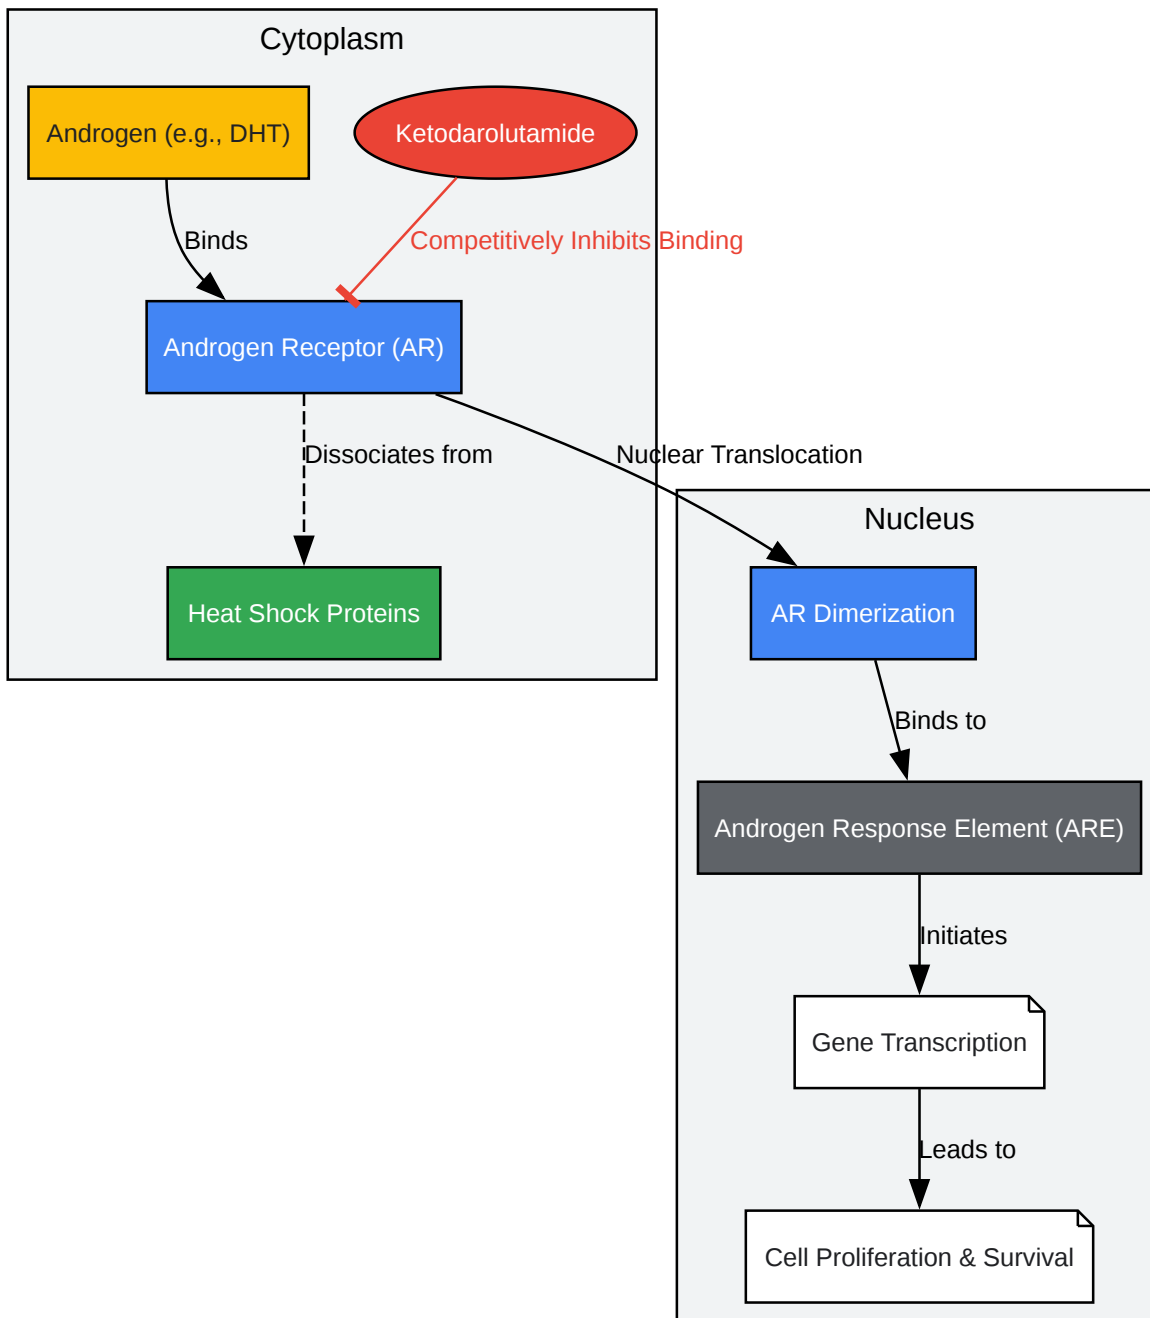 Cytoplasm
Androgen (e.g., DHT)
Ketodarolutamide
Binds
Competitively Inhibits Binding
Androgen Receptor (AR)
Dissociates from
Nuclear Translocation
Nucleus
Heat Shock Proteins
AR Dimerization
Binds to
Androgen Response Element (ARE)
Initiates
Gene Transcription
Leads to
Cell Proliferation & Survival